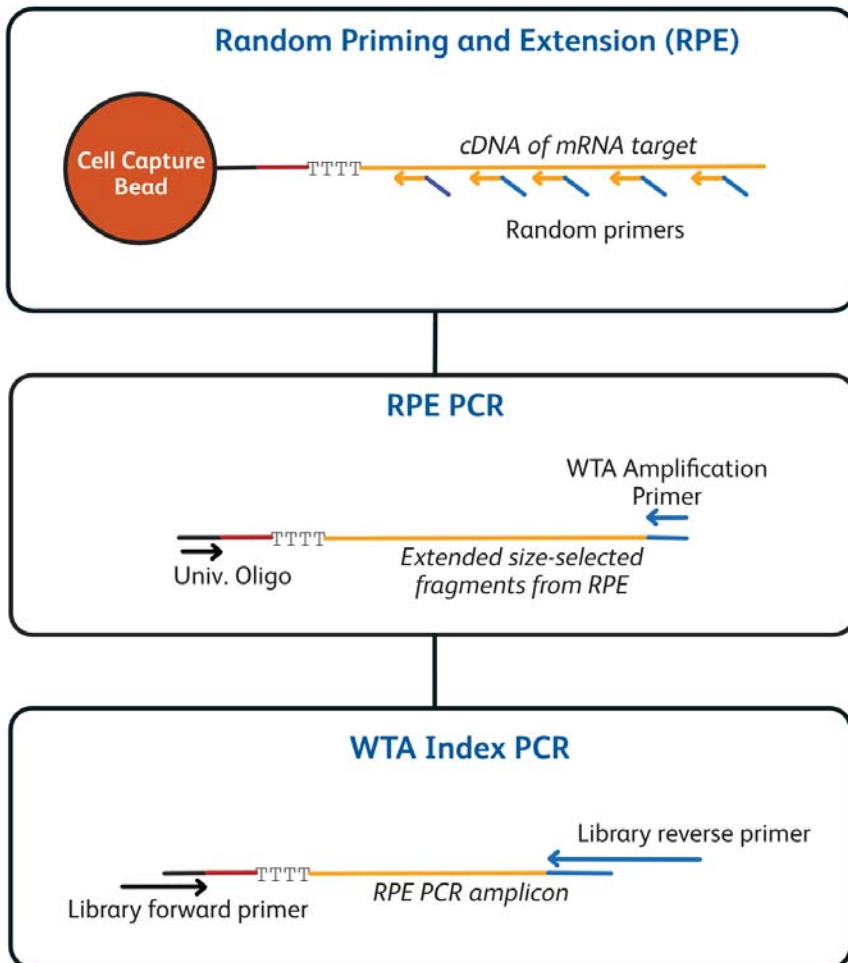 Random Priming and Extension (RPE)
Cell Capture
Bead
TTTT
cDNA of mRNA target
Random primers
RPE PCR
WTA Amplification
Primer
TTTT
Univ. Oligo
Extended size-selected
fragments from RPE
WTA Index PCR
Library reverse primer
TTTT
Library forward primer
RPE PCR amplicon